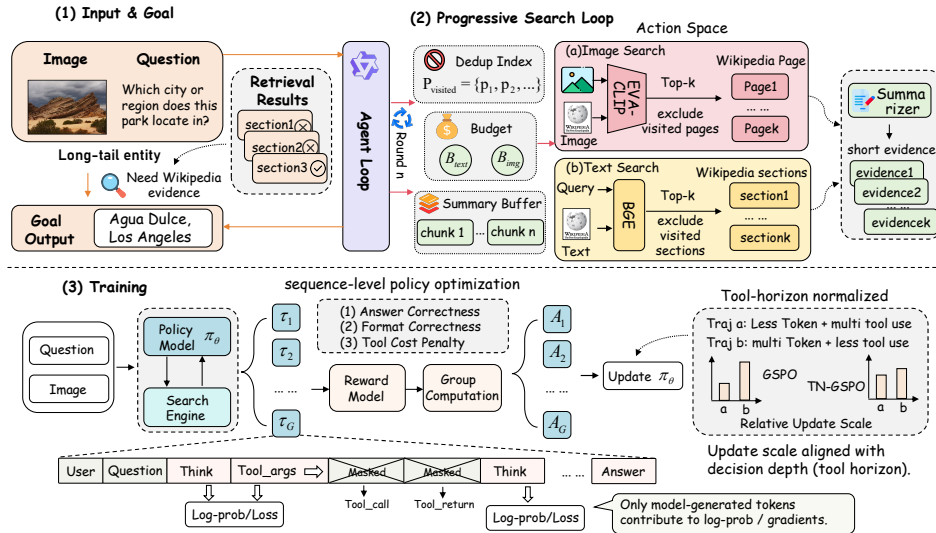 (1) Input & Goal
Image
Question
Which city or
region does this
park locate in?
Long-tail entity
Need Wikipedia
evidence
Goal
Output
Agua Dulce,
Los Angeles
Retrieval
Results
section1
section2
section3
Agent Loop
Round n
(2) Progressive Search Loop
Dedup Index
P_visited = {p₁, p₂, ...}
Budget
B_text
B_img
Summary Buffer
chunk 1
...
chunk n
Action Space
(a)Image Search
WIKIPEDIA
Image
EVA-CLIP
Top-k
exclude
visited pages
Wikipedia Page
Page1
... ...
Pagek
(b)Text Search
Query
WIKIPEDIA
Text
BGE
Top-k
exclude
visited
sections
Wikipedia sections
section1
... ...
sectionk
Summa
rizer
short evidence
evidence1
evidence2
... ...
evidencek
(3) Training
Question
Image
Policy
Model π_θ
Search
Engine
sequence-level policy optimization
τ₁
τ₂
... ...
τ_G
(1) Answer Correctness
(2) Format Correctness
(3) Tool Cost Penalty
Reward
Model
Group
Computation
A₁
A₂
... ...
A_G
Update π_θ
Tool-horizon normalized
Traj a: Less Token + multi tool use
Traj b: multi Token + less tool use
GSPO
a b
TN-GSPO
a b
Relative Update Scale
Update scale aligned with
decision depth (tool horizon).
User
Question
Think
Tool_args
Masked
Masked
Think
... ...
Answer
Log-prob/Loss
Tool_call
Tool_return
Log-prob/Loss
Only model-generated tokens
contribute to log-prob / gradients.